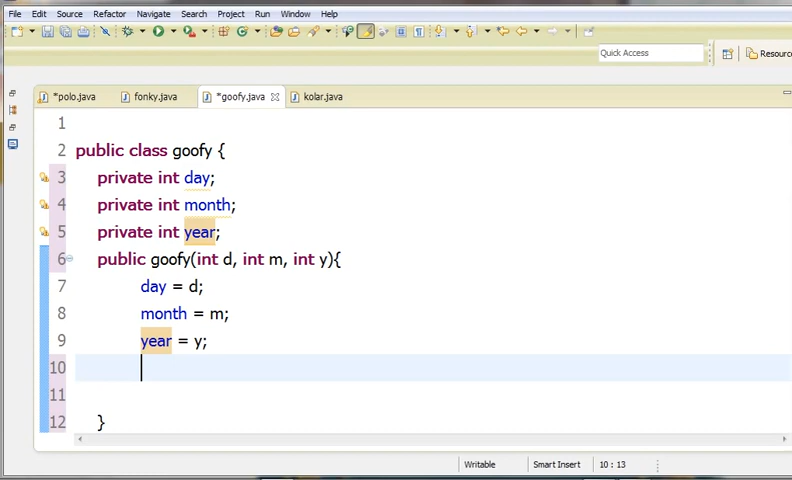 File Edit Source Refactor Navigate Search Project Run Window Help
Quick Access
Resource
*polo.java fonky.java *goofy.java kolar.java
1
2 public class goofy {
3 private int day;
4 private int month;
5 private int year;
6 public goofy(int d, int m, int y){
7 day = d;
8 month = m;
9 year = y;
10
11
12 }
Writable Smart Insert 10 : 13